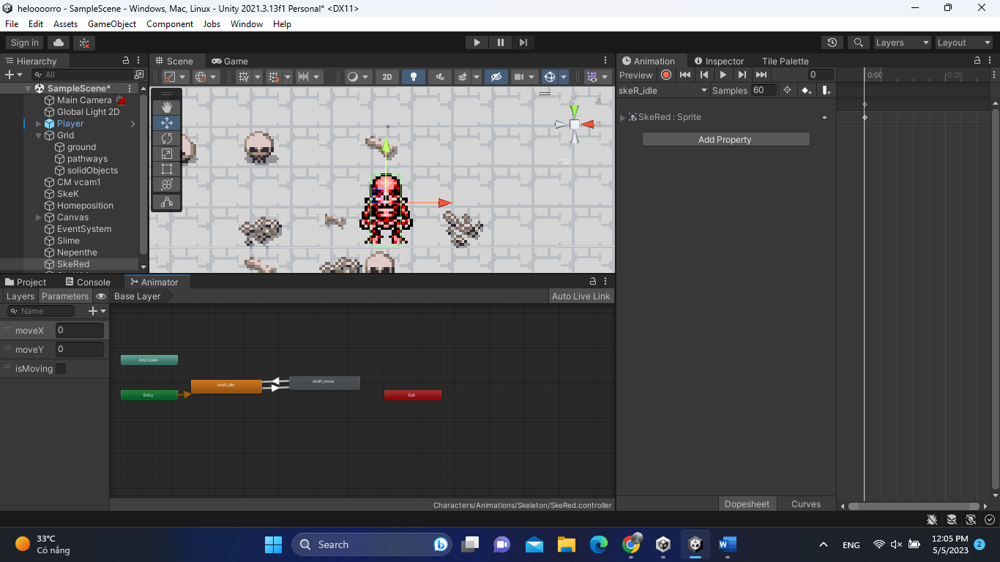 heloooorro - SampleScene - Windows, Mac, Linux - Unity 2021.3.13f1 Personal* <DX11>
File Edit Assets GameObject Component Jobs Window Help
Sign in Layers Layout
Hierarchy Scene Game Animation Inspector Tile Palette
All 2D Preview 0 0:00 0:05
SampleScene* skeR_idle Samples 60
Main Camera
Global Light 2D
Player SkeRed : Sprite
Grid Add Property
ground
pathways
solidObjects
CM vcam1
SkeK
Homeposition
Canvas
EventSystem
Slime
Nepenthe
SkeRed
Project Console Animator
Layers Parameters Base Layer Auto Live Link
Name
moveX 0
moveY 0
isMoving
Any State
skeR_idle skeR_move
Entry Exit
Characters/Animations/Skeleton/SkeRed.controller Dopesheet Curves
33°C
Có nắng
Search
ENG
12:05 PM
5/5/2023
2